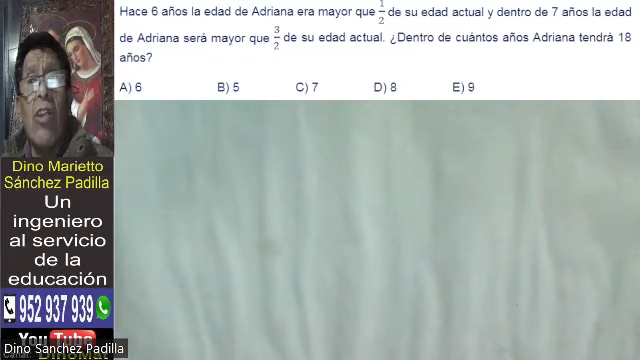 Hace 6 años la edad de Adriana era mayor que 1/2 de su edad actual y dentro de 7 años la edad
de Adriana será mayor que 3/2 de su edad actual. ¿Dentro de cuántos años Adriana tendrá 18
años?
A) 6 B) 5 C) 7 D) 8 E) 9
Dino Marietto
Sánchez Padilla
Un
ingeniero
al servicio
de la
educación
952 937 939
You Tube
Dino Sanchez Padilla